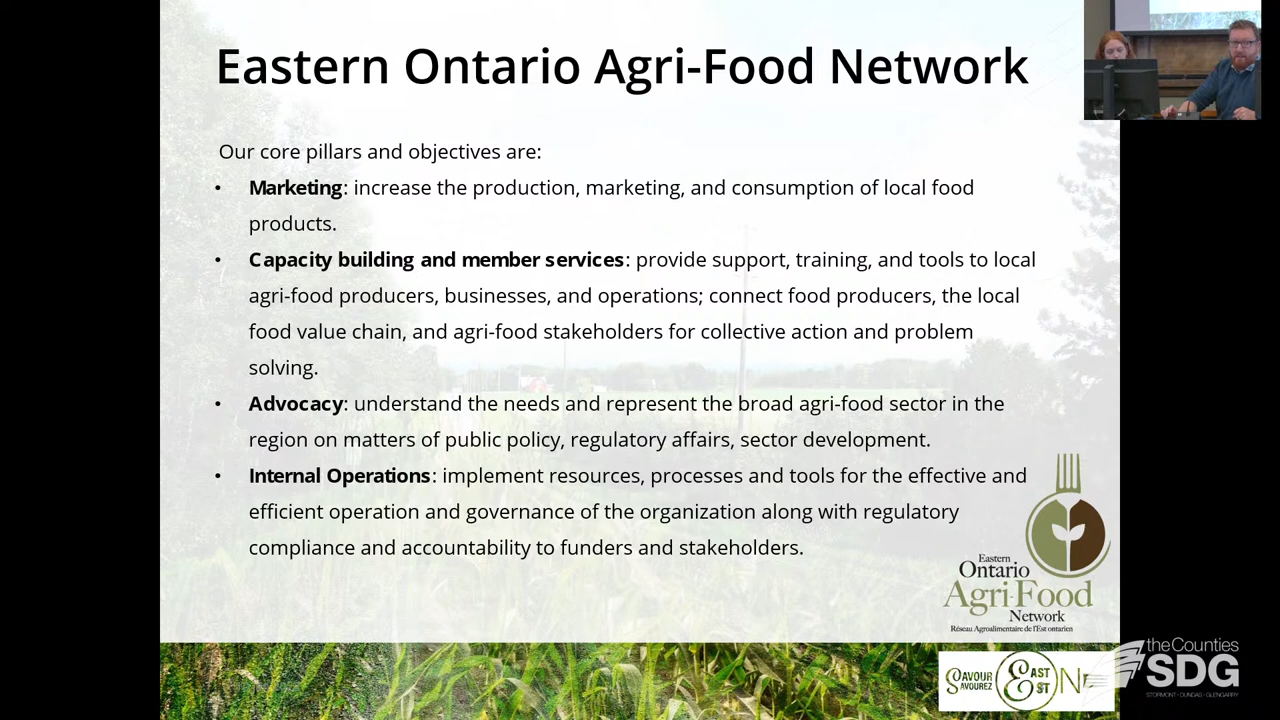 Eastern Ontario Agri-Food Network
Our core pillars and objectives are:
• Marketing: increase the production, marketing, and consumption of local food
products.
• Capacity building and member services: provide support, training, and tools to local
agri-food producers, businesses, and operations; connect food producers, the local
food value chain, and agri-food stakeholders for collective action and problem
solving.
• Advocacy: understand the needs and represent the broad agri-food sector in the
region on matters of public policy, regulatory affairs, sector development.
• Internal Operations: implement resources, processes and tools for the effective and
efficient operation and governance of the organization along with regulatory
compliance and accountability to funders and stakeholders.
Eastern
Ontario
Agri-Food
Network
Réseau Agroalimentaire de l'Est ontarien
SAVOUR
SAVOUREZ
EAST
EST
the Counties
SDG
STORMONT · DUNDAS · GLENGARRY